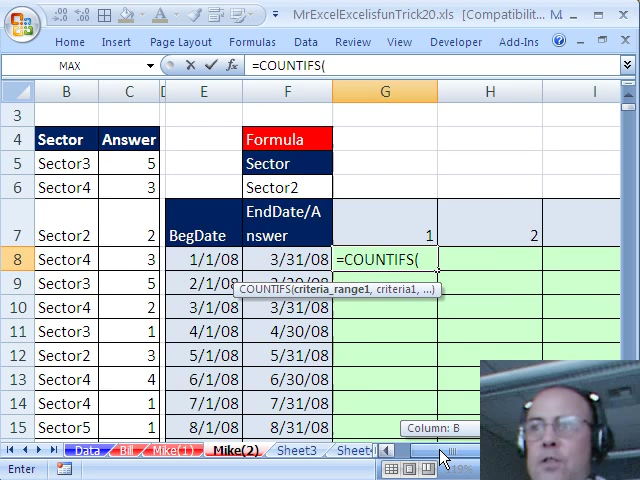 MrExcelExcelisfunTrick20.xls [Compatibility...
Home Insert Page Layout Formulas Data Review View Developer Add-Ins
MAX =COUNTIFS(
B C D E F G H I
3
4 Sector Answer Formula
5 Sector3 5 Sector
6 Sector4 3 Sector2
EndDate/A
7 Sector2 2 BegDate nswer 1 2
8 Sector4 3 1/1/08 3/31/08 =COUNTIFS(
9 Sector3 5 2/1/08
COUNTIFS(criteria_range1, criteria1, ...)
10 Sector4 2 3/1/08 3/31/08
11 Sector3 1 4/1/08 4/30/08
12 Sector2 3 5/1/08 5/31/08
13 Sector4 4 6/1/08 6/30/08
14 Sector4 1 7/1/08 7/31/08
15 Sector5 1 8/1/08 8/31/08
Column: B
Data Bill Mike(1) Mike(2) Sheet3
Enter